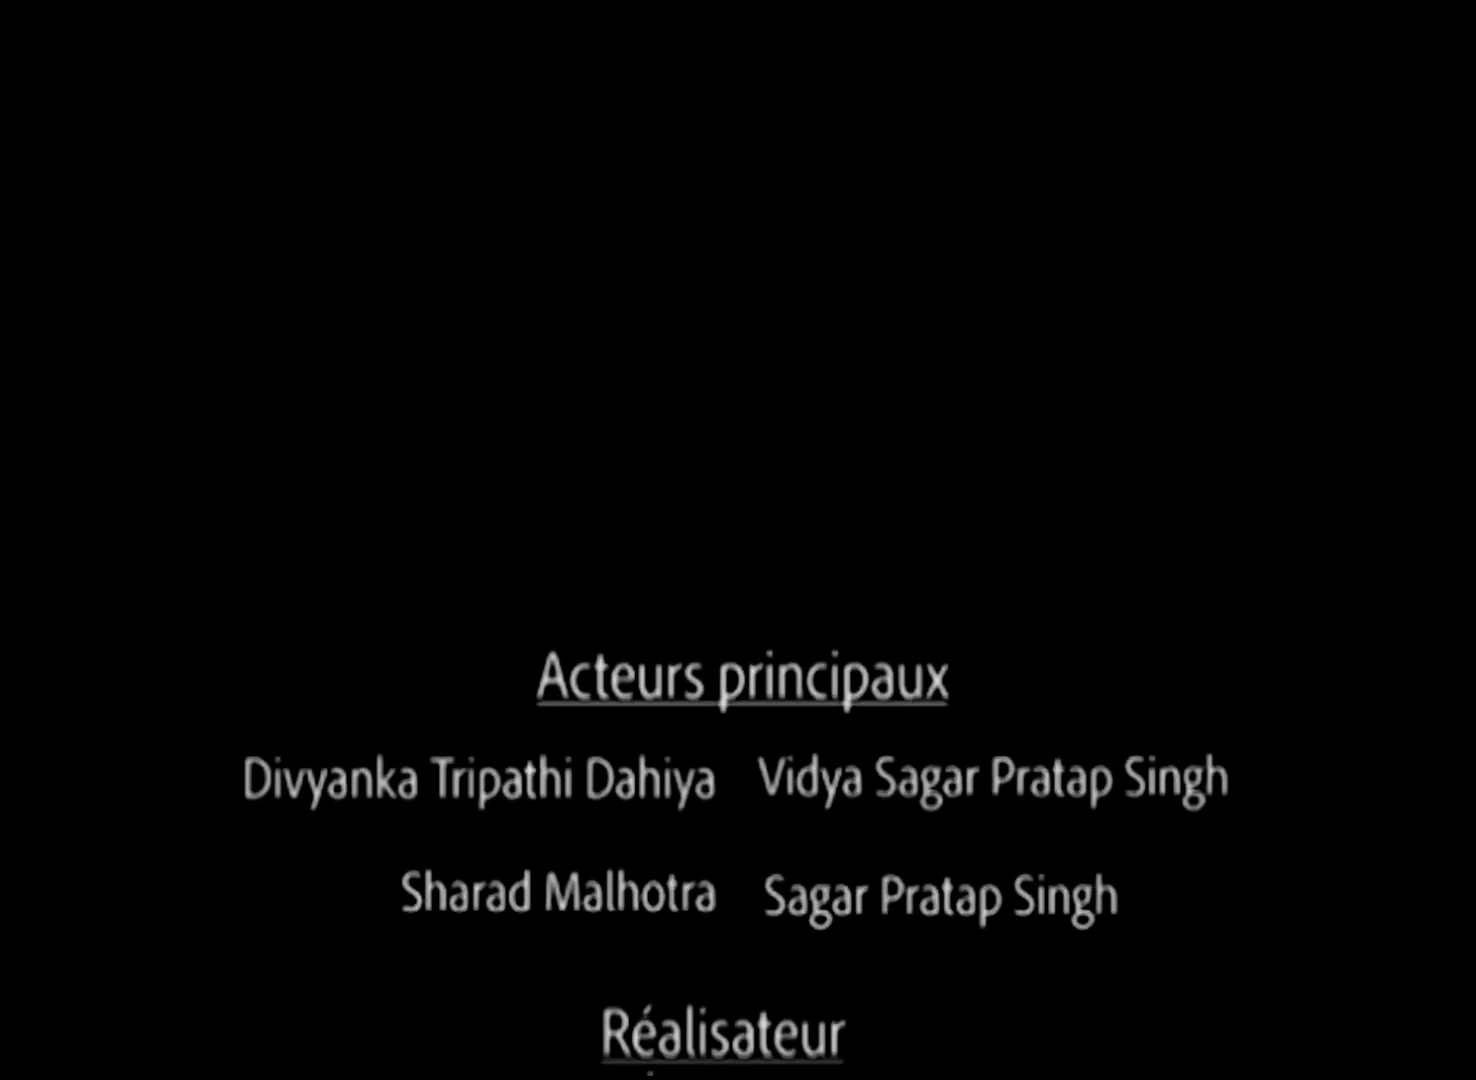 Acteurs principaux
Divyanka Tripathi Dahiya Vidya Sagar Pratap Singh
Sharad Malhotra Sagar Pratap Singh
Réalisateur